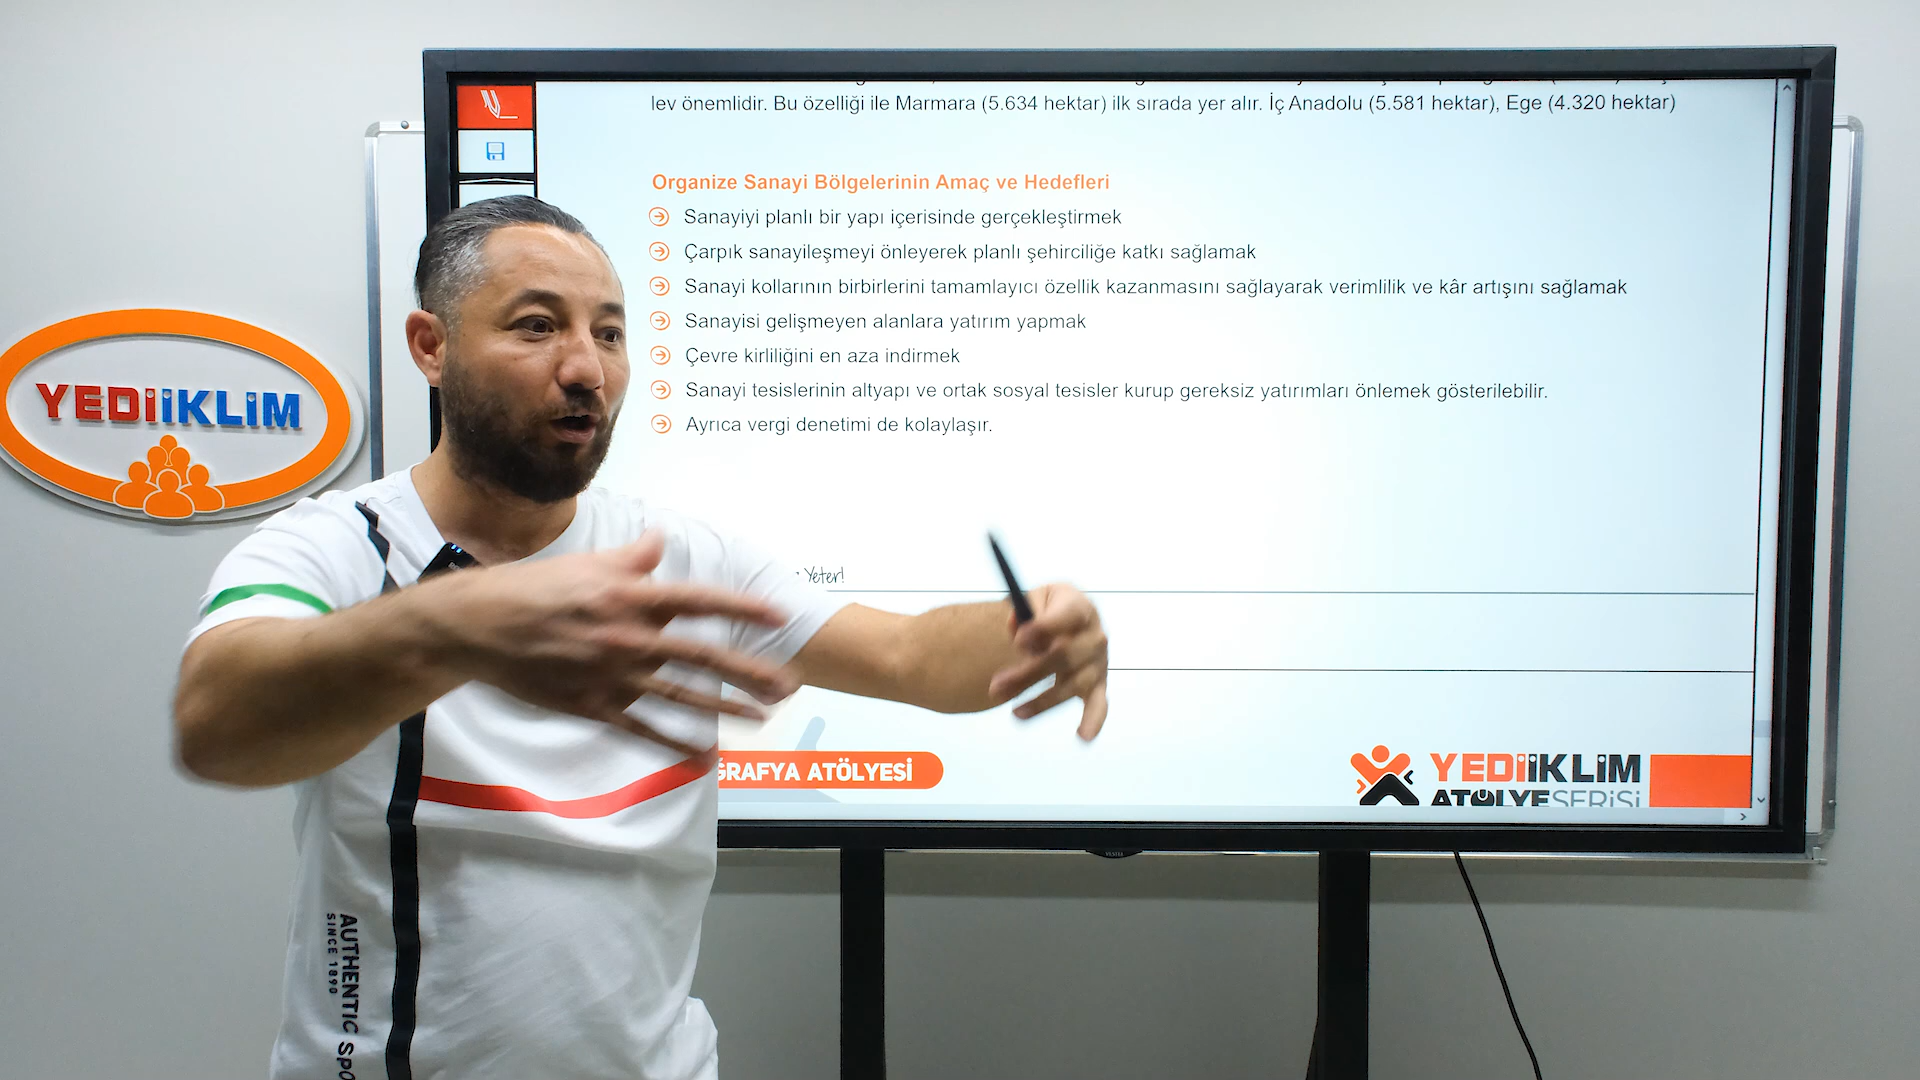 lev önemlidir. Bu özelliği ile Marmara (5.634 hektar) ilk sırada yer alır. İç Anadolu (5.581 hektar), Ege (4.320 hektar)
Organize Sanayi Bölgelerinin Amaç ve Hedefleri
Sanayiyi planlı bir yapı içerisinde gerçekleştirmek
Çarpık sanayileşmeyi önleyerek planlı şehirciliğe katkı sağlamak
Sanayi kollarının birbirlerini tamamlayıcı özellik kazanmasını sağlayarak verimlilik ve kâr artışını sağlamak
Sanayisi gelişmeyen alanlara yatırım yapmak
Çevre kirliliğini en aza indirmek
Sanayi tesislerinin altyapı ve ortak sosyal tesisler kurup gereksiz yatırımları önlemek gösterilebilir.
Ayrıca vergi denetimi de kolaylaşır.
YEDİİKLİM
Yeter!
ĞRAFYA ATÖLYESİ
YEDİİKLİM
ATÖLYESERİSİ
VESTEL
AUTHENTIC SPO
SINCE 1890